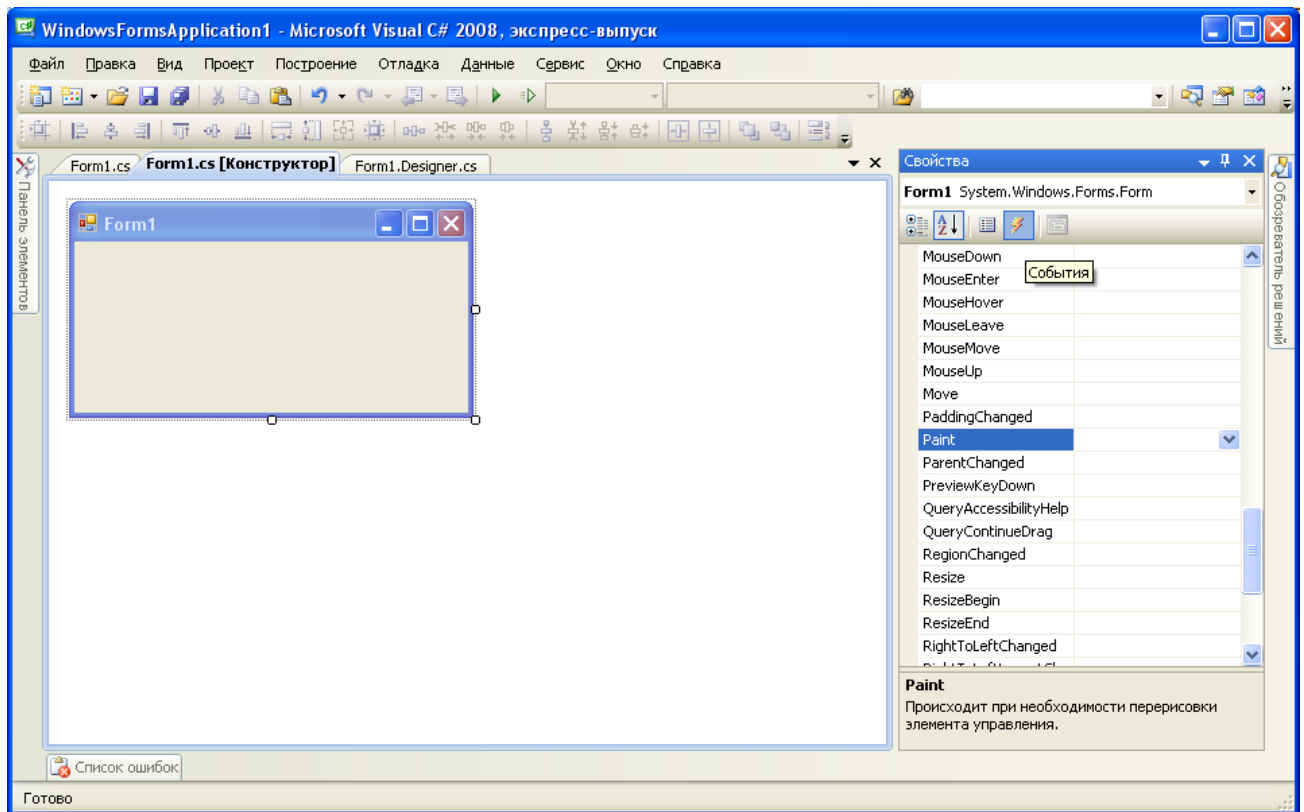 WindowsFormsApplication1 - Microsoft Visual C# 2008, экспресс-выпуск
Файл Правка Вид Проект Построение Отладка Данные Сервис Окно Справка
Form1.cs Form1.cs [Конструктор] Form1.Designer.cs
Панель элементов
Form1
Свойства
Form1 System.Windows.Forms.Form
События
MouseDown
MouseEnter
MouseHover
MouseLeave
MouseMove
MouseUp
Move
PaddingChanged
Paint
ParentChanged
PreviewKeyDown
QueryAccessibilityHelp
QueryContinueDrag
RegionChanged
Resize
ResizeBegin
ResizeEnd
RightToLeftChanged
Paint
Происходит при необходимости перерисовки
элемента управления.
Обозреватель решений
Список ошибок
Готово